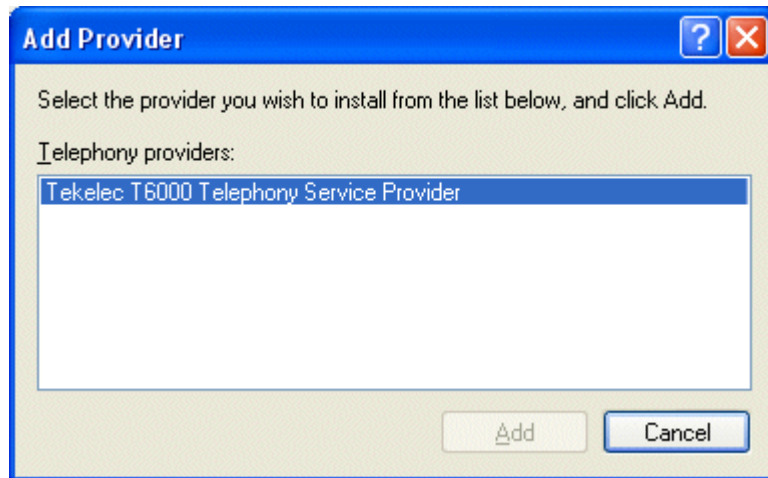 Add Provider
Select the provider you wish to install from the list below, and click Add.
Telephony providers:
Tekelec T6000 Telephony Service Provider
Add
Cancel